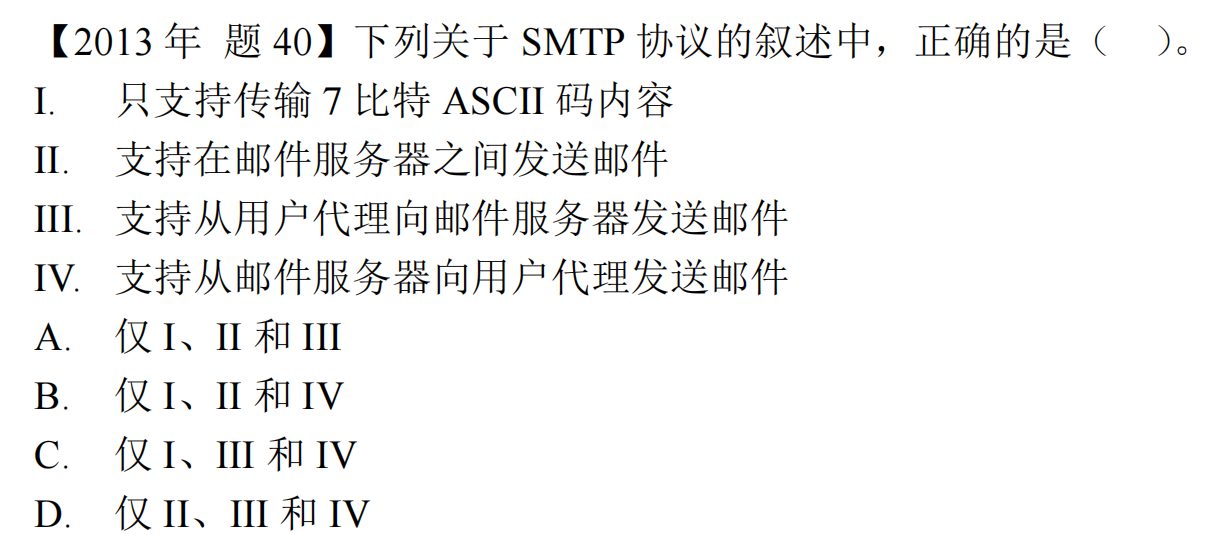 【2013 年 题 40】下列关于 SMTP 协议的叙述中，正确的是（ ）。
I. 只支持传输 7 比特 ASCII 码内容
II. 支持在邮件服务器之间发送邮件
III. 支持从用户代理向邮件服务器发送邮件
IV. 支持从邮件服务器向用户代理发送邮件
A. 仅 I、II 和 III
B. 仅 I、II 和 IV
C. 仅 I、III 和 IV
D. 仅 II、III 和 IV